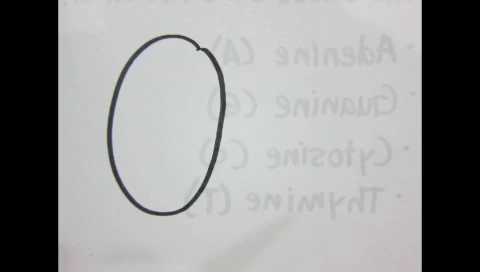 · Adenine (A)
· Guanine (G)
· Cytosine (C)
· Thymine (T)